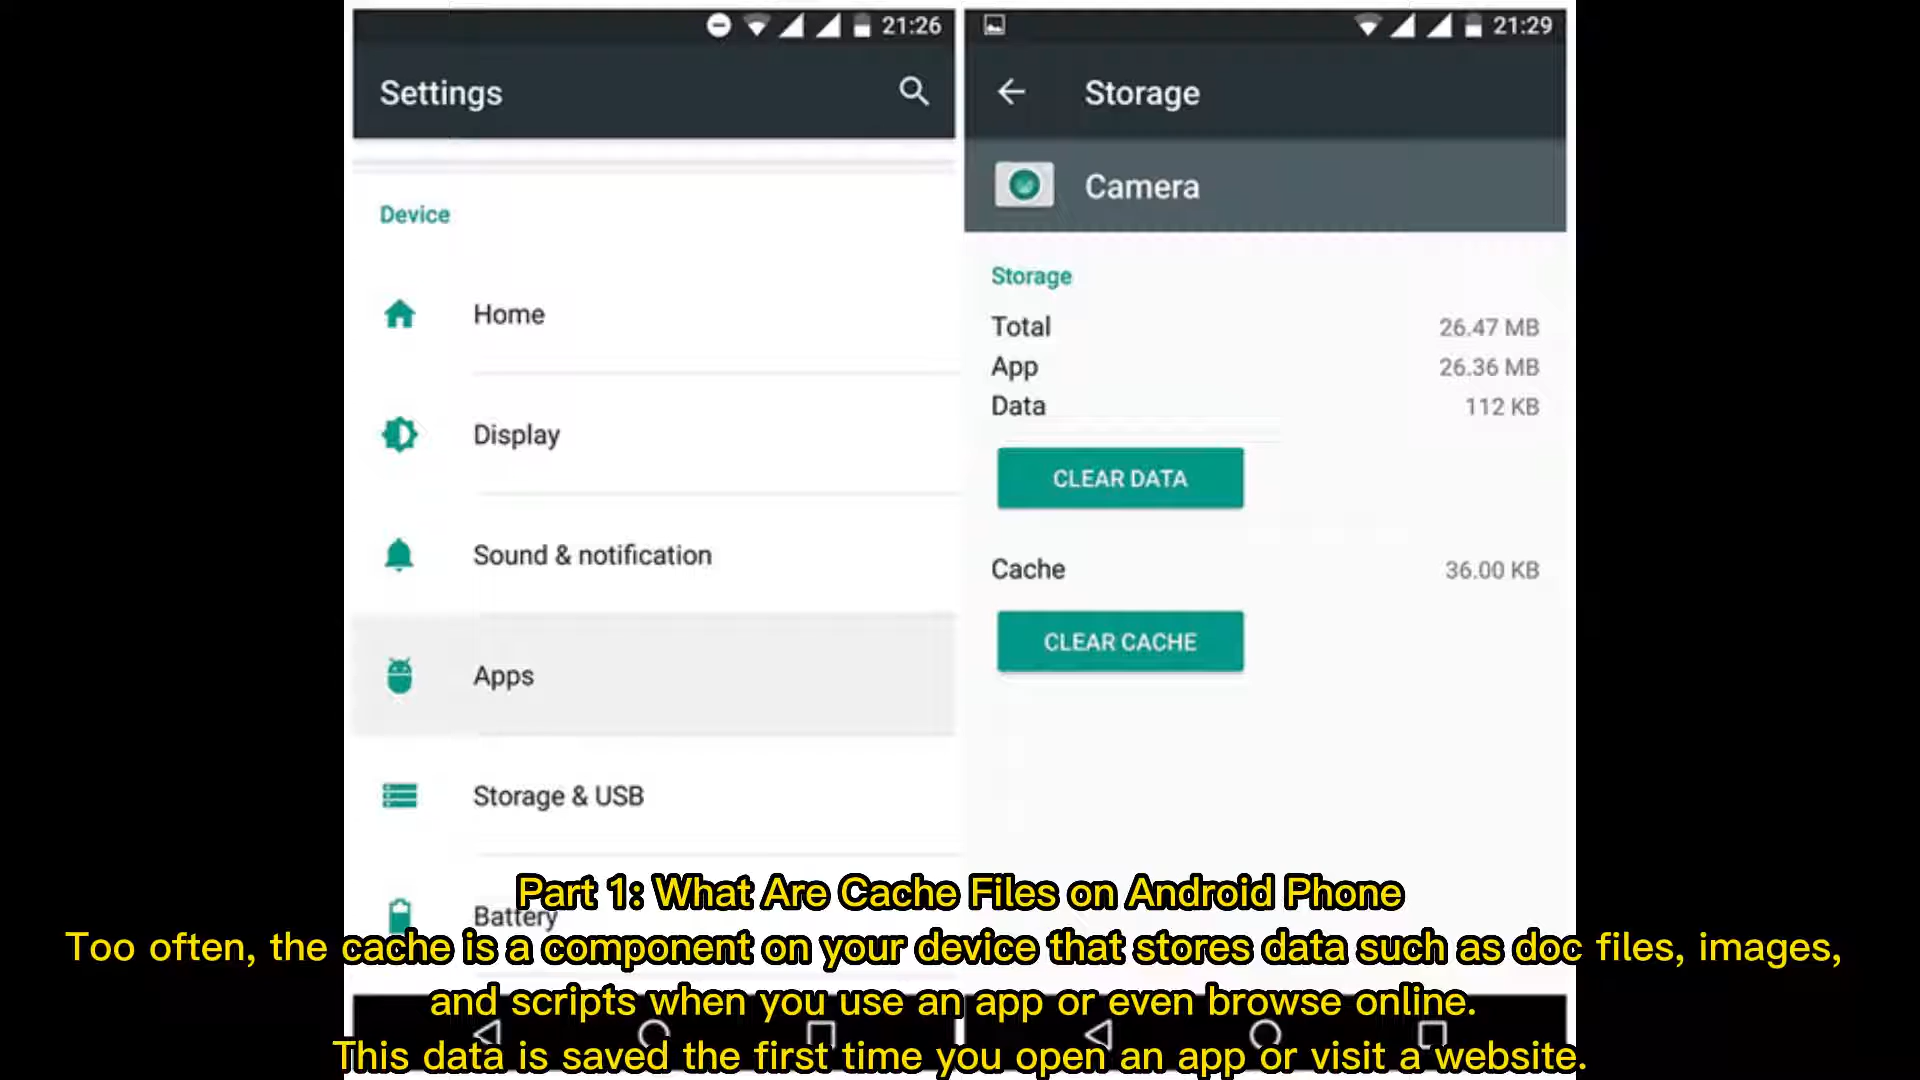 21:26
Settings
Device
Home
Display
Sound & notification
Apps
Storage & USB
Battery
21:29
Storage
Camera
Storage
Total 26.47 MB
App 26.36 MB
Data 112 KB
CLEAR DATA
Cache 36.00 KB
CLEAR CACHE
Part 1: What Are Cache Files on Android Phone
Too often, the cache is a component on your device that stores data such as doc files, images,
and scripts when you use an app or even browse online.
This data is saved the first time you open an app or visit a website.